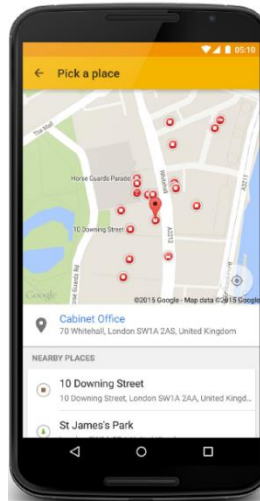 05:10
Pick a place
The Mall
Whitehall
Horse Guards Parade
A3211
10 Downing Street
A3212
Google
©2015 Google - Map data ©2015 Google
Cabinet Office
70 Whitehall, London SW1A 2AS, United Kingdom
NEARBY PLACES
10 Downing Street
10 Downing Street, London SW1A 2AA, United Kingd...
St James's Park